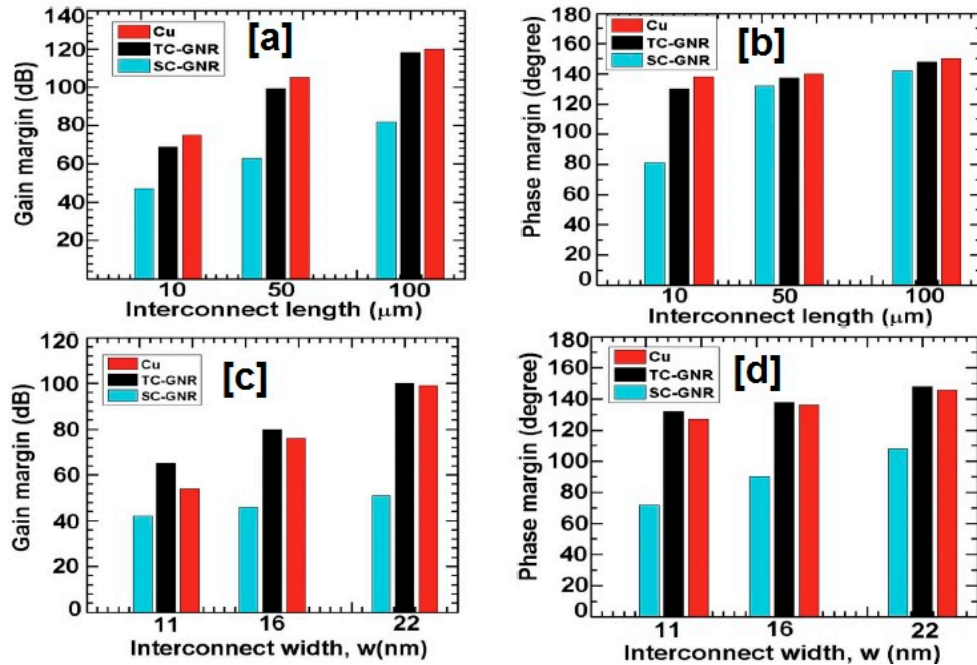 [a]
Cu
TC-GNR
SC-GNR
Gain margin (dB)
140
120
100
80
60
40
20
10 50 100
Interconnect length (μm)
[b]
Cu
TC-GNR
SC-GNR
Phase margin (degree)
180
160
140
120
100
80
60
40
20
0
10 50 100
Interconnect length (μm)
[c]
Cu
TC-GNR
SC-GNR
Gain margin (dB)
120
100
80
60
40
20
0
11 16 22
Interconnect width, w(nm)
[d]
Cu
TC-GNR
SC-GNR
Phase margin (degree)
180
160
140
120
100
80
60
40
20
0
11 16 22
Interconnect width, w (nm)